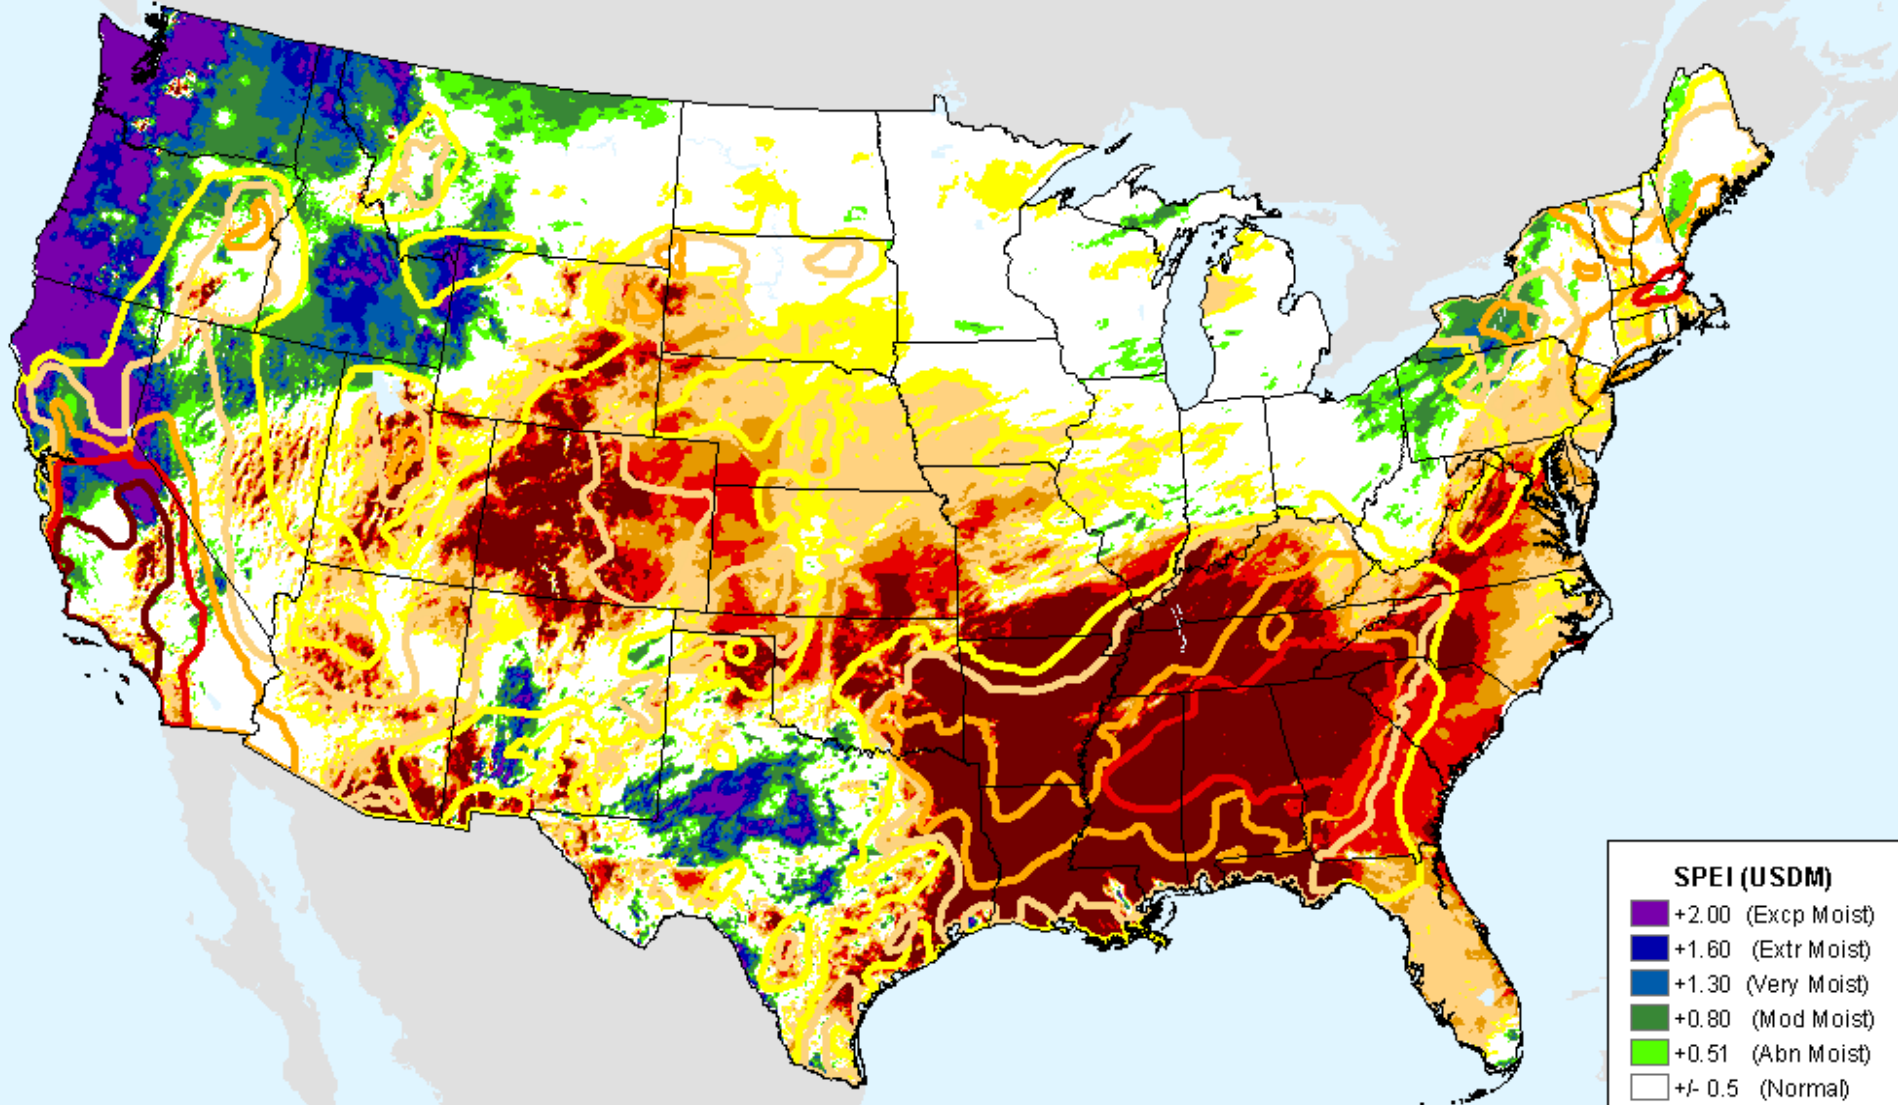 SPEI (USDM)
+2.00 (Excp Moist)
+1.60 (Extr Moist)
+1.30 (Very Moist)
+0.80 (Mod Moist)
+0.51 (Abn Moist)
+/- 0.5 (Normal)